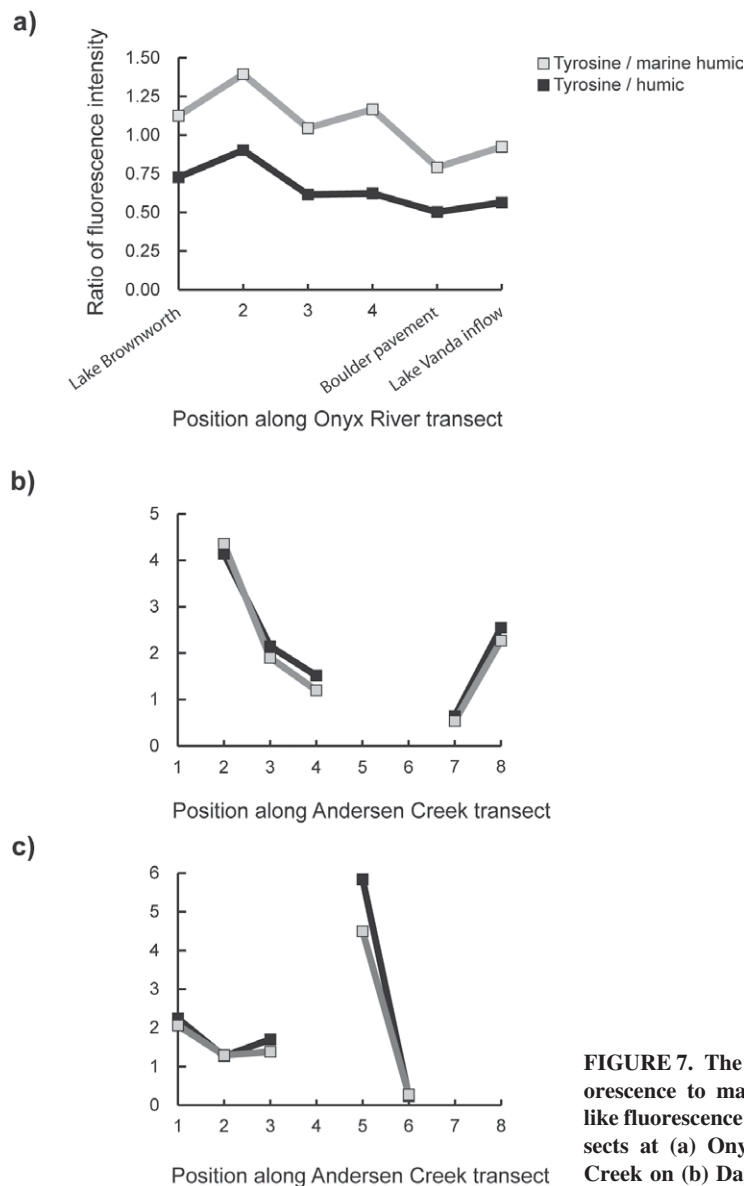 a)
Tyrosine / marine humic
Tyrosine / humic
Ratio of fluorescence intensity
1.50
1.25
1.00
0.75
0.50
0.25
0.00
Lake Brownworth
2
3
4
Boulder pavement
Lake Vanda inflow
Position along Onyx River transect
b)
5
4
3
2
1
0
1 2 3 4 5 6 7 8
Position along Andersen Creek transect
c)
6
5
4
3
2
1
0
1 2 3 4 5 6 7 8
Position along Andersen Creek transect
FIGURE 7. The
orescence to ma
like fluorescence
sects at (a) Ony
Creek on (b) Da